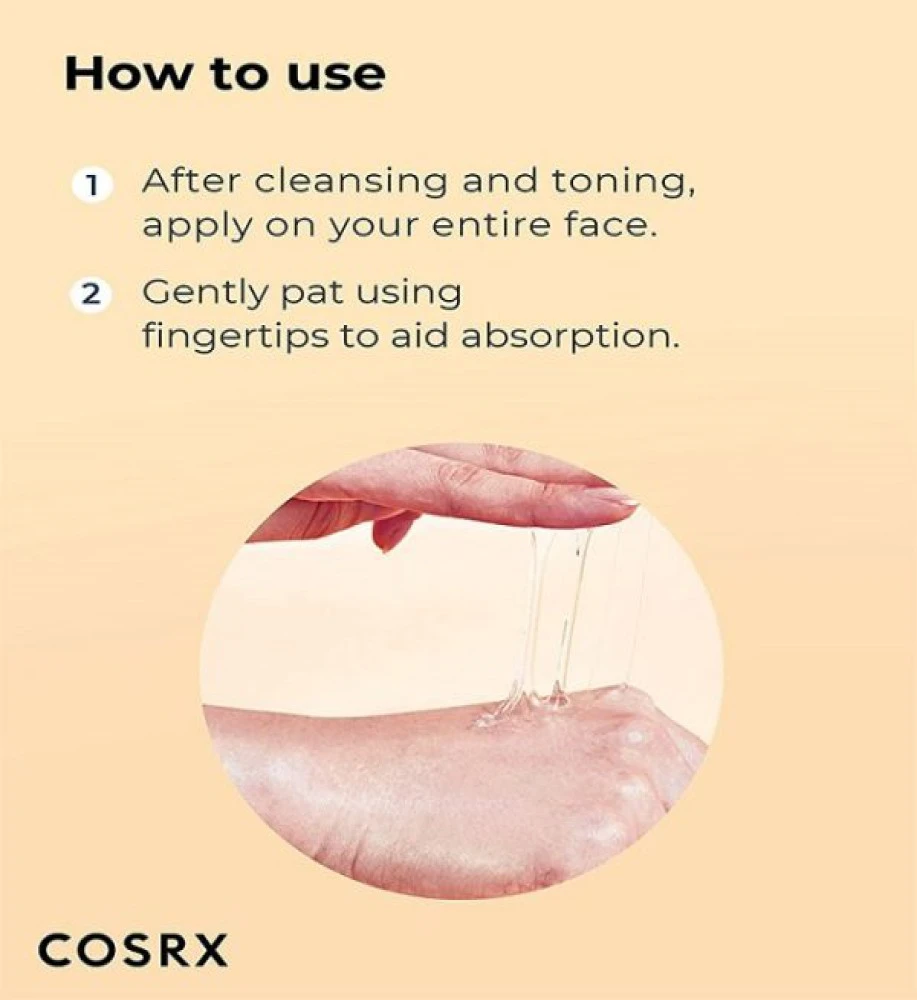 How to use
1 After cleansing and toning,
apply on your entire face.
2 Gently pat using
fingertips to aid absorption.
COSRX